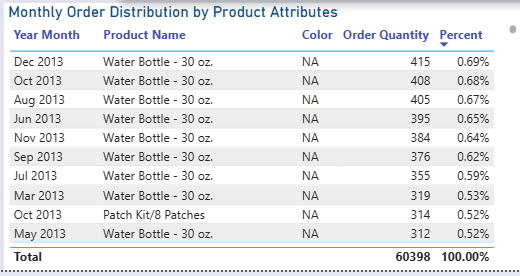 Monthly Order Distribution by Product Attributes
Year Month Product Name Color Order Quantity Percent
Dec 2013 Water Bottle - 30 oz. NA 415 0.69%
Oct 2013 Water Bottle - 30 oz. NA 408 0.68%
Aug 2013 Water Bottle - 30 oz. NA 405 0.67%
Jun 2013 Water Bottle - 30 oz. NA 395 0.65%
Nov 2013 Water Bottle - 30 oz. NA 384 0.64%
Sep 2013 Water Bottle - 30 oz. NA 376 0.62%
Jul 2013 Water Bottle - 30 oz. NA 355 0.59%
Mar 2013 Water Bottle - 30 oz. NA 319 0.53%
Oct 2013 Patch Kit/8 Patches NA 314 0.52%
May 2013 Water Bottle - 30 oz. NA 312 0.52%
Total 60398 100.00%